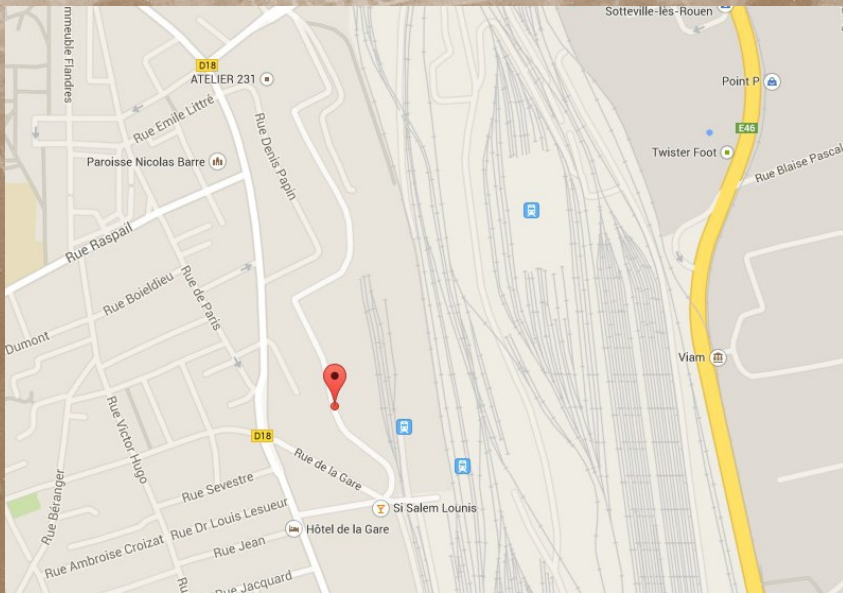 Sotteville-lès-Rouen
mmeuble Flandres
D18
ATELIER 231
Point P
Rue Emile Littré
E46
Rue Denis Papin
Twister Foot
Paroisse Nicolas Barre
Rue Blaise Pascal
Rue Raspail
Rue Boieldieu
Rue de Paris
Dumont
Viam
Rue Victor Hugo
D18
Rue de la Gare
Rue Béranger
Rue Sevestre
Si Salem Lounis
Rue Dr Louis Lesueur
Hôtel de la Gare
Rue Ambroise Croizat
Rue Jean
Rue Jacquard